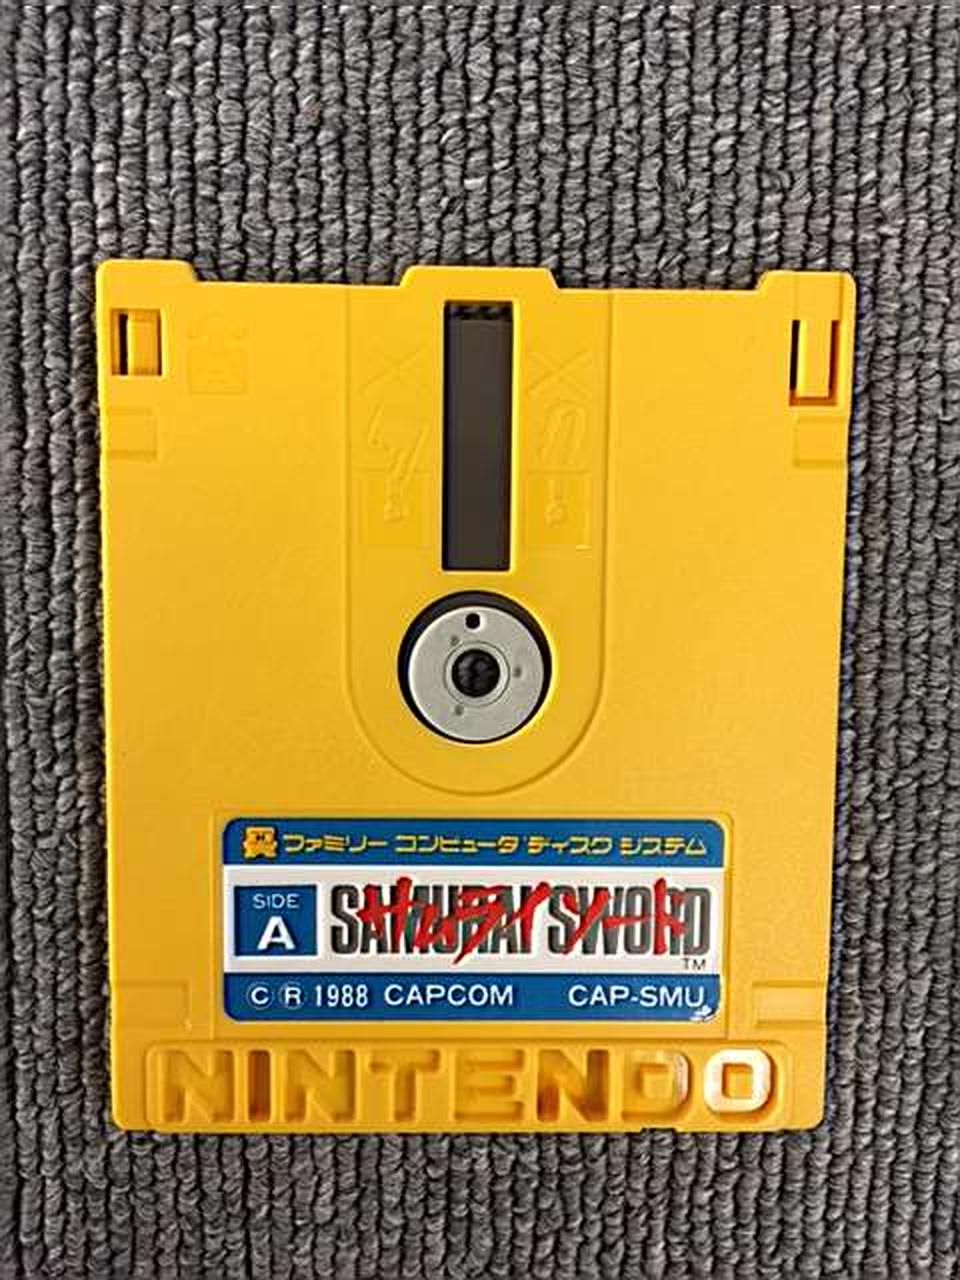 ファミリー コンピュータ ディスク システム
SIDE
A
SAMURAI SWORD
サムライソード
TM
Ⓒ Ⓡ 1988 CAPCOM CAP-SMU
NINTENDO